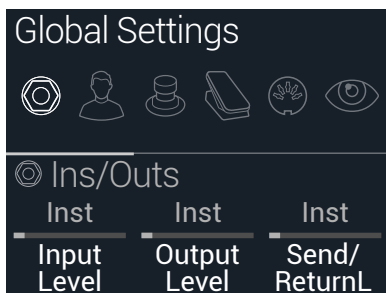 Global Settings
Ins/Outs
Inst Inst Inst
Input Output Send/
Level Level ReturnL